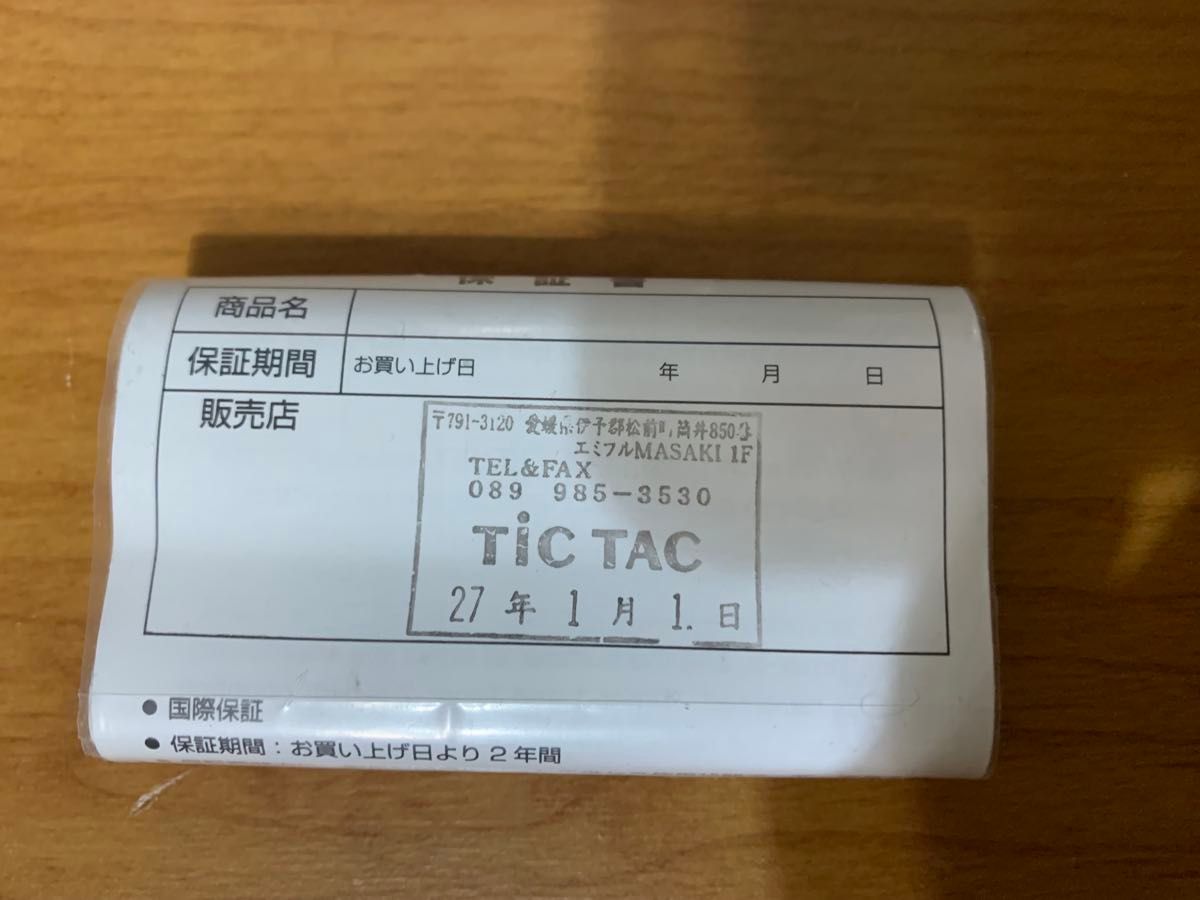 保証書
商品名
保証期間 お買い上げ日 年 月 日
販売店
〒791-3120 愛媛県伊予郡松前町筒井850-
エミフルMASAKI 1F
TEL&FAX
089 985-3530
TiC TAC
27年1月1.日
● 国際保証
● 保証期間：お買い上げ日より2年間